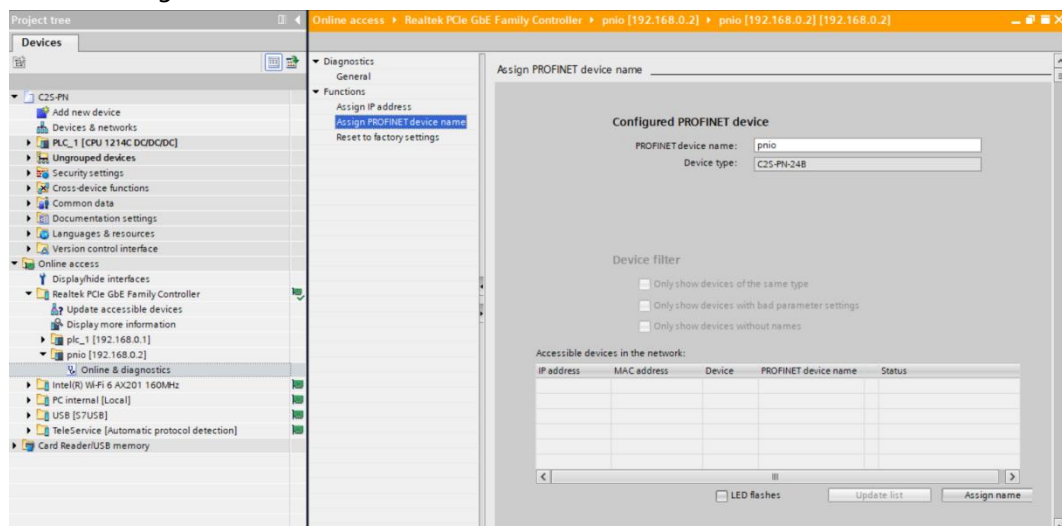 Project tree
Devices
C2S-PN
Add new device
Devices & networks
PLC_1 [CPU 1214C DC/DC/DC]
Ungrouped devices
Security settings
Cross-device functions
Common data
Documentation settings
Languages & resources
Version control interface
Online access
Display/hide interfaces
Realtek PCIe GbE Family Controller
Update accessible devices
Display more information
plc_1 [192.168.0.1]
pnio [192.168.0.2]
Online & diagnostics
Intel(R) Wi-Fi 6 AX201 160MHz
PC internal [Local]
USB [S7USB]
TeleService [Automatic protocol detection]
Card Reader/USB memory
Online access ▸ Realtek PCIe GbE Family Controller ▸ pnio [192.168.0.2] ▸ pnio [192.168.0.2] [192.168.0.2]
Diagnostics
General
Functions
Assign IP address
Assign PROFINET device name
Reset to factory settings
Assign PROFINET device name
Configured PROFINET device
PROFINET device name: pnio
Device type: C2S-PN-24B
Device filter
Only show devices of the same type
Only show devices with bad parameter settings
Only show devices without names
Accessible devices in the network:
IP address MAC address Device PROFINET device name Status
LED flashes Update list Assign name